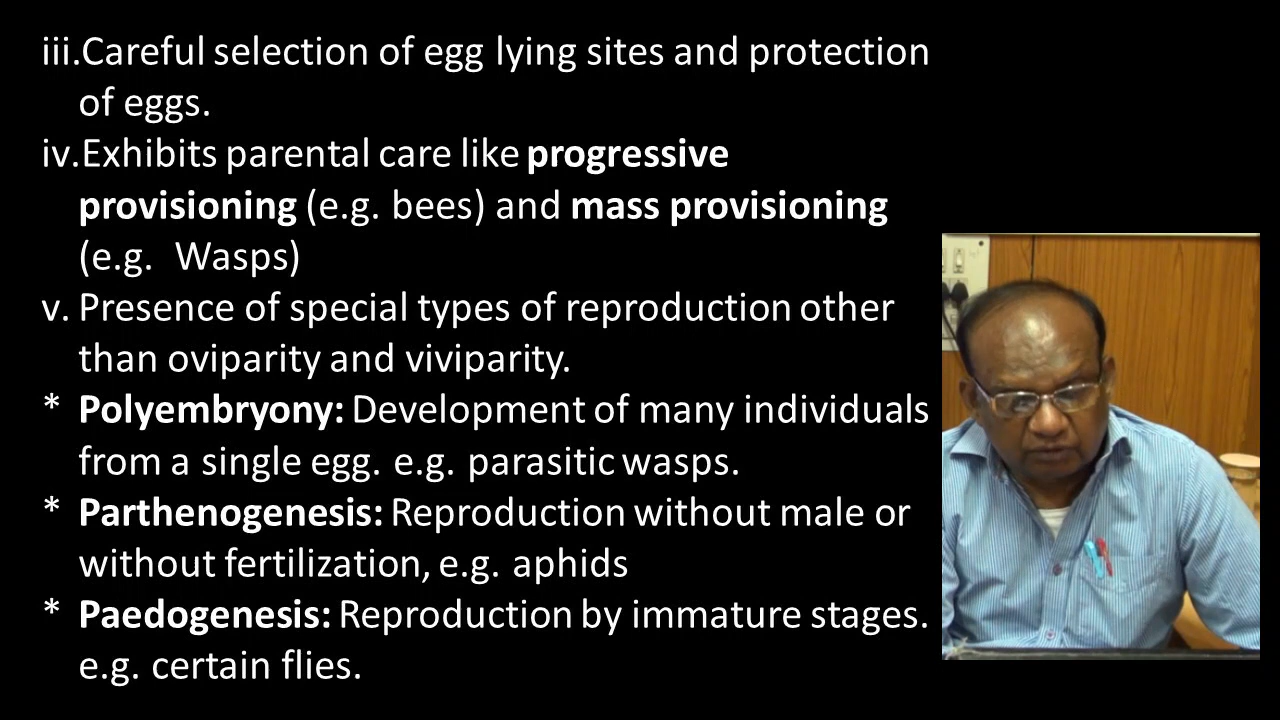 iii.Careful selection of egg lying sites and protection
of eggs.
iv.Exhibits parental care like progressive
provisioning (e.g. bees) and mass provisioning
(e.g. Wasps)
v. Presence of special types of reproduction other
than oviparity and viviparity.
* Polyembryony: Development of many individuals
from a single egg. e.g. parasitic wasps.
* Parthenogenesis: Reproduction without male or
without fertilization, e.g. aphids
* Paedogenesis: Reproduction by immature stages.
e.g. certain flies.